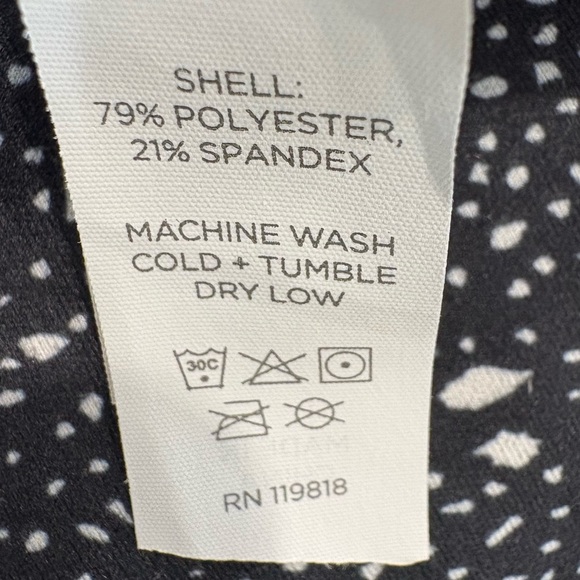 SHELL:
79% POLYESTER,
21% SPANDEX
MACHINE WASH
COLD + TUMBLE
DRY LOW
30C
RN 119818